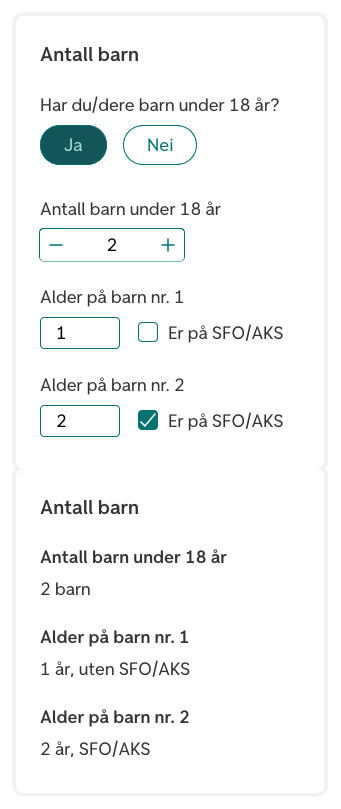 Antall barn
Har du/dere barn under 18 år?
Ja Nei
Antall barn under 18 år
− 2 +
Alder på barn nr. 1
1 Er på SFO/AKS
Alder på barn nr. 2
2 Er på SFO/AKS
Antall barn
Antall barn under 18 år
2 barn
Alder på barn nr. 1
1 år, uten SFO/AKS
Alder på barn nr. 2
2 år, SFO/AKS